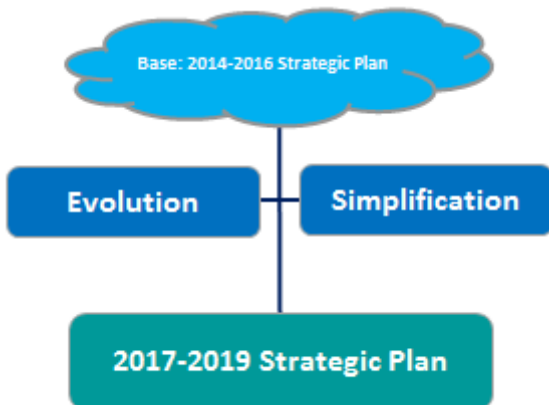 Base: 2014-2016 Strategic Plan
Evolution
Simplification
2017-2019 Strategic Plan